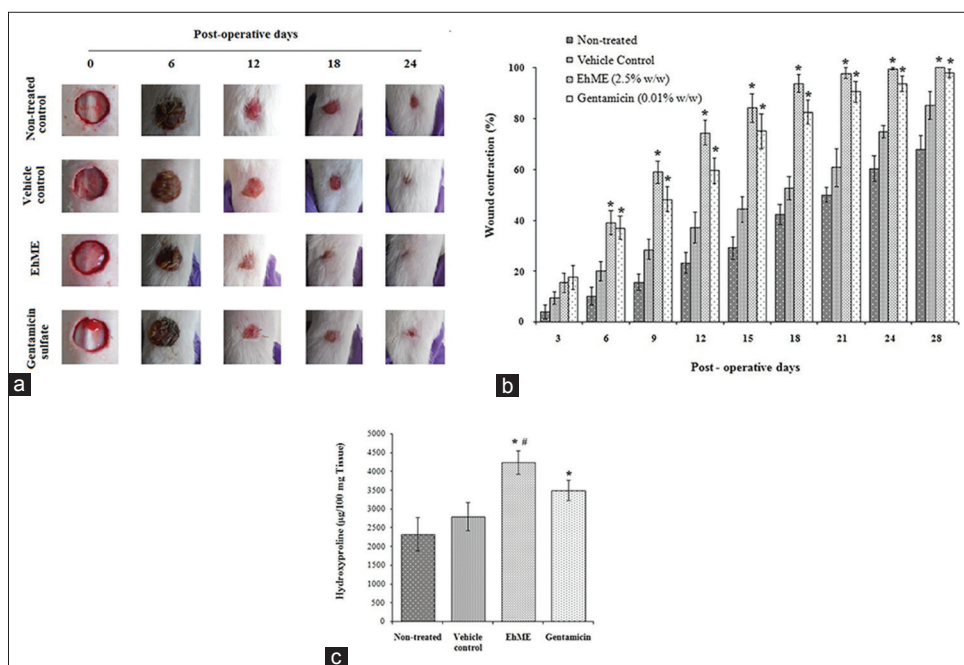 Post-operative days
0 6 12 18 24
Non-treated
control
Vehicle
control
EhME
Gentamicin
sulfate
a
Non-treated
Vehicle Control
EhME (2.5% w/w)
Gentamicin (0.01% w/w)
Wound contraction (%)
100
80
60
40
20
0
* * * * * * * * * * * * * * * *
3 6 9 12 15 18 21 24 28
Post - operative days
b
Hydroxyproline (µg/100 mg Tissue)
5000
4500
4000
3500
3000
2500
2000
1500
1000
500
0
* #
*
Non-treated Vehicle EhME Gentamicin
control
c